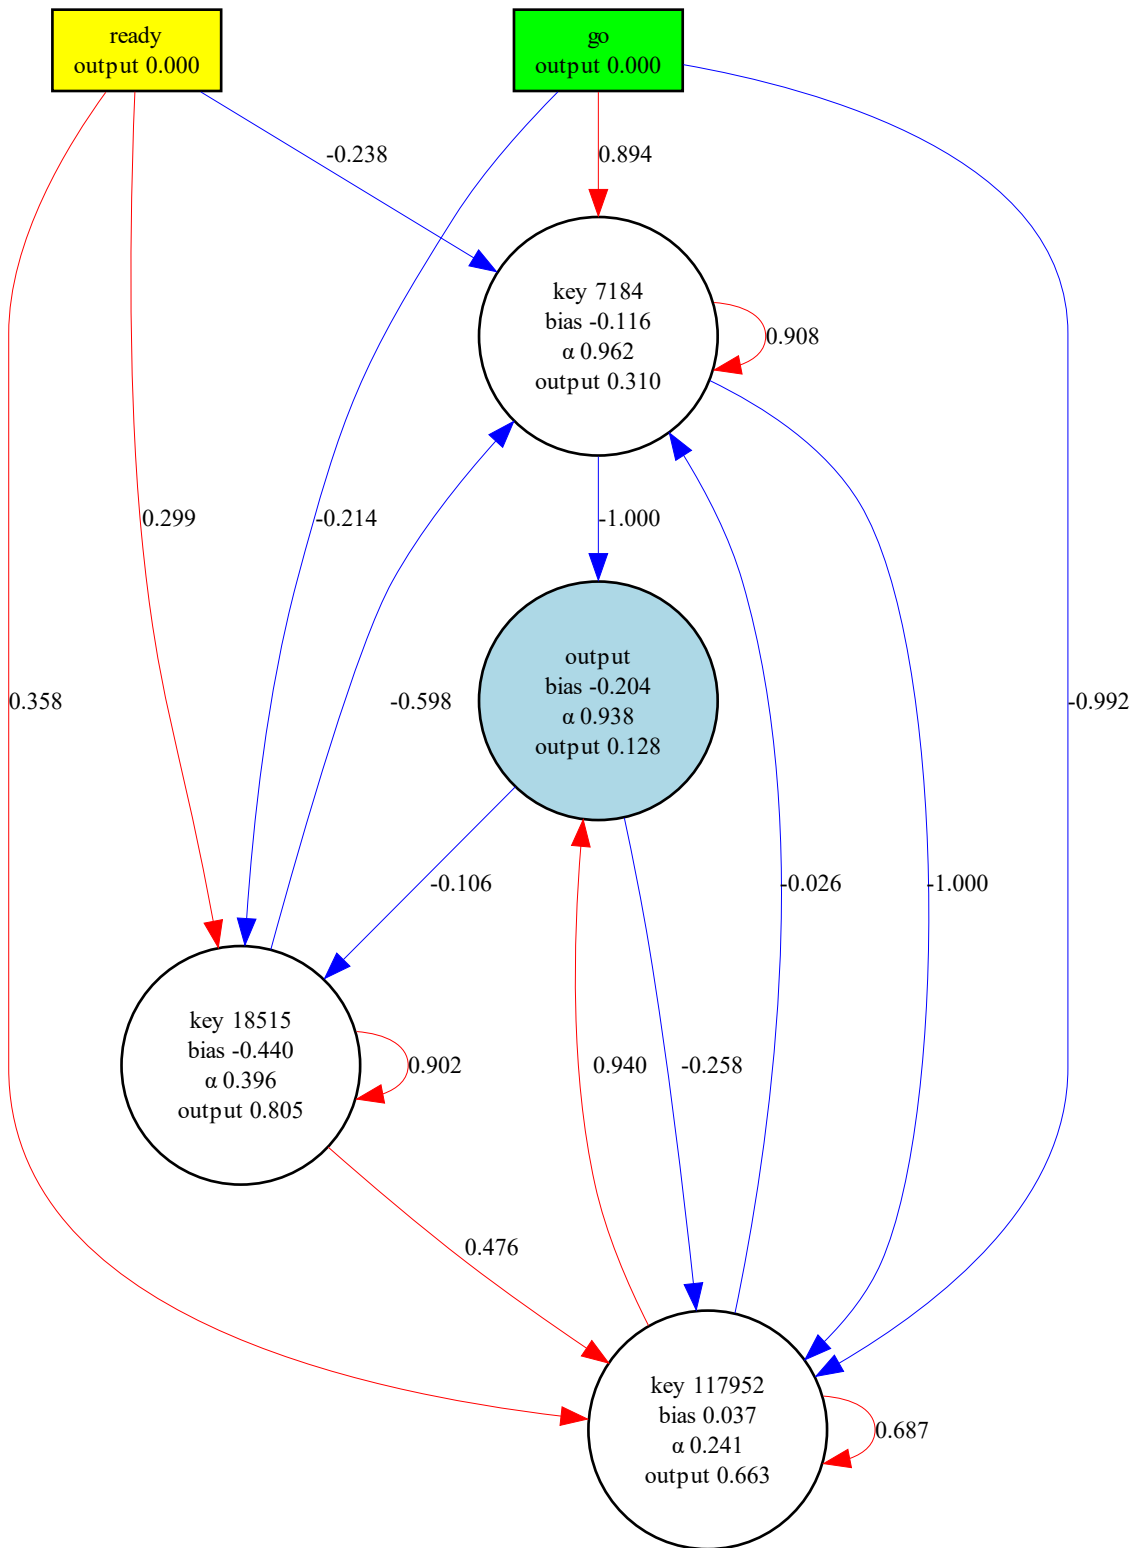 ready
output 0.000
go
output 0.000
-0.238
0.894
key 7184
bias -0.116
α 0.962
output 0.310
0.908
0.299
-0.214
-1.000
output
bias -0.204
α 0.938
output 0.128
0.358
-0.598
-0.992
-0.106
-0.026
-1.000
key 18515
bias -0.440
α 0.396
output 0.805
0.902
0.940
-0.258
0.476
key 117952
bias 0.037
α 0.241
output 0.663
0.687